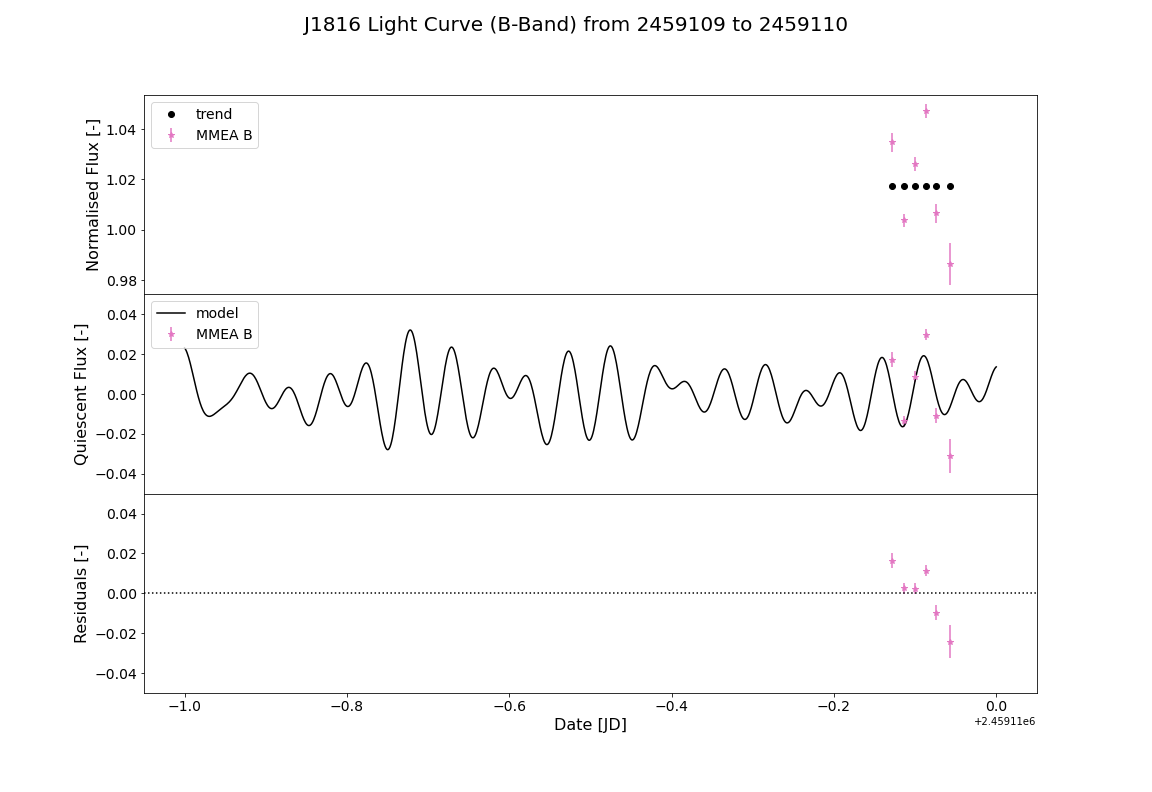 J1816 Light Curve (B-Band) from 2459109 to 2459110
trend
MMEA B
Normalised Flux [-]
1.04
1.02
1.00
0.98
model
MMEA B
Quiescent Flux [-]
0.04
0.02
0.00
−0.02
−0.04
Residuals [-]
0.04
0.02
0.00
−0.02
−0.04
−1.0 −0.8 −0.6 −0.4 −0.2 0.0
Date [JD]
+2.45911e6